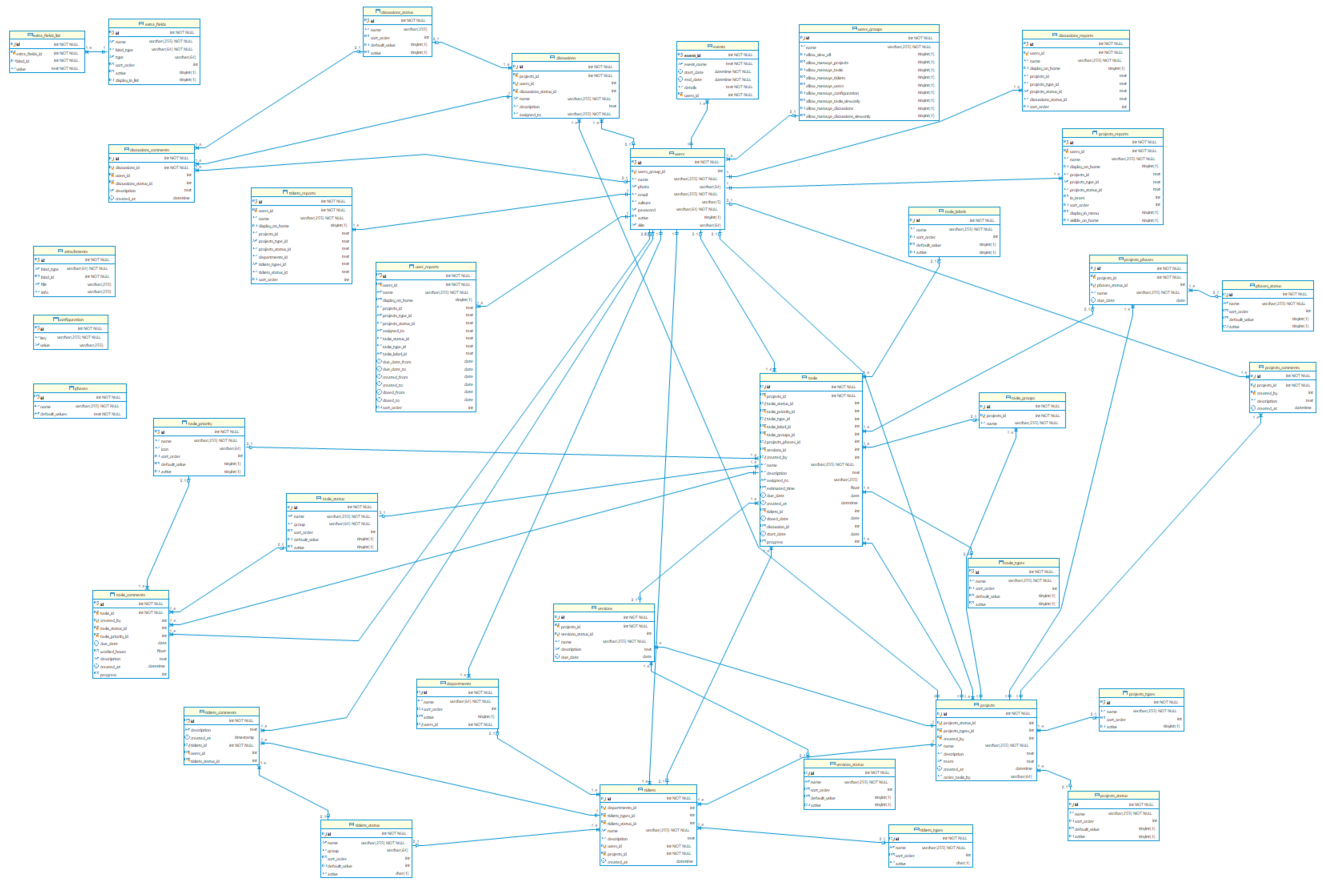 extra_fields_list
id int NOT NULL
extra_fields_id int NOT NULL
bind_id int NOT NULL
value text NOT NULL
extra_fields
id int NOT NULL
name varchar(255) NOT NULL
bind_type varchar(64) NOT NULL
type varchar(64)
sort_order int
active tinyint(1)
display_in_list tinyint(1)
discussions_status
id int NOT NULL
name varchar(255)
sort_order int
default_value tinyint(1)
active tinyint(1)
discussions
id int NOT NULL
projects_id int NOT NULL
users_id int
discussions_status_id int
name varchar(255) NOT NULL
description text
assigned_to varchar(255) NOT NULL
events
event_id int NOT NULL
event_name text NOT NULL
start_date datetime NOT NULL
end_date datetime NOT NULL
details text NOT NULL
users_id int NOT NULL
users_groups
id int NOT NULL
name varchar(255) NOT NULL
allow_view_all tinyint(1)
allow_manage_projects tinyint(1)
allow_manage_tasks tinyint(1)
allow_manage_tickets tinyint(1)
allow_manage_users tinyint(1)
allow_manage_configuration tinyint(1)
allow_manage_tasks_viewonly tinyint(1)
allow_manage_discussions tinyint(1)
allow_manage_discussions_viewonly tinyint(1)
discussions_reports
id int NOT NULL
users_id int
name varchar(255) NOT NULL
display_on_home tinyint(1)
projects_id text
projects_type_id text
projects_status_id text
discussions_status_id text
sort_order int
projects_reports
id int NOT NULL
users_id int
name varchar(255) NOT NULL
display_on_home tinyint(1)
projects_id text
projects_type_id text
projects_status_id text
in_team int
sort_order int
display_in_menu tinyint(1)
visible_on_home tinyint(1)
discussions_comments
id int NOT NULL
discussions_id int NOT NULL
users_id int
discussions_status_id int
description text
created_at datetime
users
id int NOT NULL
users_group_id int
name varchar(255) NOT NULL
photo varchar(64)
email varchar(255) NOT NULL
culture varchar(5)
password varchar(64) NOT NULL
active tinyint(1)
skin varchar(64)
tickets_reports
id int NOT NULL
users_id int
name varchar(255) NOT NULL
display_on_home tinyint(1)
projects_id text
projects_type_id text
projects_status_id text
departments_id text
tickets_types_id text
tickets_status_id text
sort_order int
attachments
id int NOT NULL
bind_type varchar(64) NOT NULL
bind_id int NOT NULL
file varchar(255)
info varchar(255)
user_reports
id int NOT NULL
users_id int
name varchar(255) NOT NULL
display_on_home tinyint(1)
projects_id text
projects_type_id text
projects_status_id text
assigned_to text
tasks_status_id text
tasks_type_id text
tasks_label_id text
due_date_from date
due_date_to date
created_from date
created_to date
closed_from date
closed_to date
sort_order int
configuration
id int NOT NULL
key varchar(255) NOT NULL
value varchar(255)
phases
id int NOT NULL
name varchar(255) NOT NULL
default_values text NOT NULL
tasks_labels
id int NOT NULL
name varchar(255) NOT NULL
sort_order int
default_value tinyint(1)
active tinyint(1)
projects_phases
id int NOT NULL
projects_id int NOT NULL
phases_status_id int
name varchar(255) NOT NULL
due_date date
phases_status
id int NOT NULL
name varchar(255) NOT NULL
sort_order int
default_value tinyint(1)
active tinyint(1)
projects_comments
id int NOT NULL
projects_id int NOT NULL
created_by int
description text
created_at datetime
tasks
id int NOT NULL
projects_id int NOT NULL
tasks_status_id int
tasks_priority_id int
tasks_type_id int
tasks_label_id int
tasks_groups_id int
projects_phases_id int
versions_id int
created_by int
name varchar(255) NOT NULL
description text
assigned_to varchar(255)
estimated_time float
due_date date
created_at datetime
tickets_id int
closed_date date
discussion_id int
start_date date
progress int
tasks_groups
id int NOT NULL
projects_id int NOT NULL
name varchar(255) NOT NULL
tasks_priority
id int NOT NULL
name varchar(255) NOT NULL
icon varchar(64)
sort_order int
default_value tinyint(1)
active tinyint(1)
tasks_status
id int NOT NULL
name varchar(255) NOT NULL
group varchar(64) NOT NULL
sort_order int
default_value tinyint(1)
active tinyint(1)
tasks_types
id int NOT NULL
name varchar(255) NOT NULL
sort_order int
default_value tinyint(1)
active tinyint(1)
tasks_comments
id int NOT NULL
tasks_id int NOT NULL
created_by int
tasks_status_id int
tasks_priority_id int
due_date date
worked_hours float
description text
created_at datetime
progress int
versions
id int NOT NULL
projects_id int NOT NULL
versions_status_id int
name varchar(255) NOT NULL
description text
due_date date
departments
id int NOT NULL
name varchar(64) NOT NULL
sort_order int
active tinyint(1)
users_id int NOT NULL
tickets_comments
id int NOT NULL
description text
created_at timestamp
tickets_id int NOT NULL
users_id int
tickets_status_id int
projects
id int NOT NULL
projects_status_id int
projects_types_id int
created_by int
name varchar(255) NOT NULL
description text
team text
created_at datetime
order_tasks_by varchar(64)
projects_types
id int NOT NULL
name varchar(255) NOT NULL
sort_order int
active tinyint(1)
versions_status
id int NOT NULL
name varchar(255) NOT NULL
sort_order int
default_value tinyint(1)
active tinyint(1)
projects_status
id int NOT NULL
name varchar(255) NOT NULL
sort_order int
default_value tinyint(1)
active tinyint(1)
tickets
id int NOT NULL
departments_id int
tickets_types_id int
tickets_status_id int
name varchar(255) NOT NULL
description text
users_id int NOT NULL
projects_id int NOT NULL
created_at datetime
tickets_status
id int NOT NULL
name varchar(255) NOT NULL
group varchar(64)
sort_order int
default_value int
active char(1)
tickets_types
id int NOT NULL
name varchar(255) NOT NULL
sort_order int
active char(1)